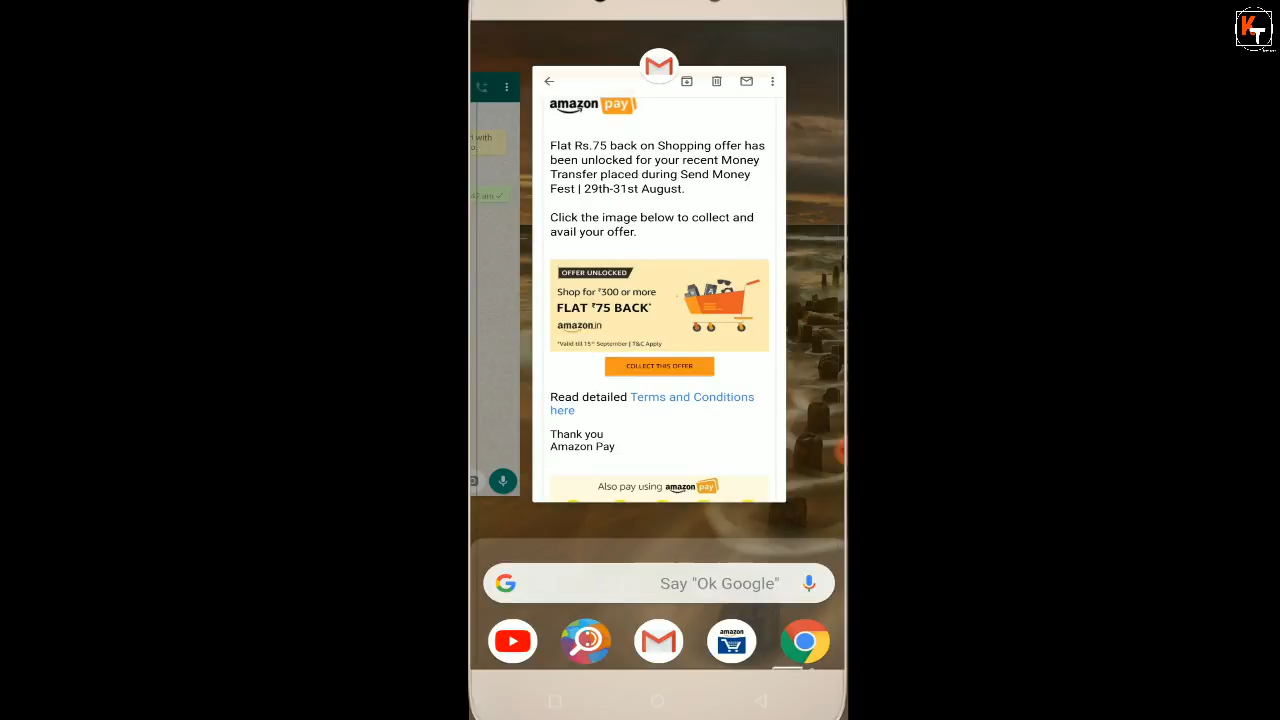 KT
amazon pay
Flat Rs.75 back on Shopping offer has
been unlocked for your recent Money
Transfer placed during Send Money
Fest | 29th-31st August.
Click the image below to collect and
avail your offer.
OFFER UNLOCKED
Shop for ₹300 or more
FLAT ₹75 BACK*
amazon.in
*Valid till 15th September | T&C Apply
COLLECT THIS OFFER
Read detailed Terms and Conditions
here
Thank you
Amazon Pay
Also pay using amazon pay
with
am
Say "Ok Google"
amazon